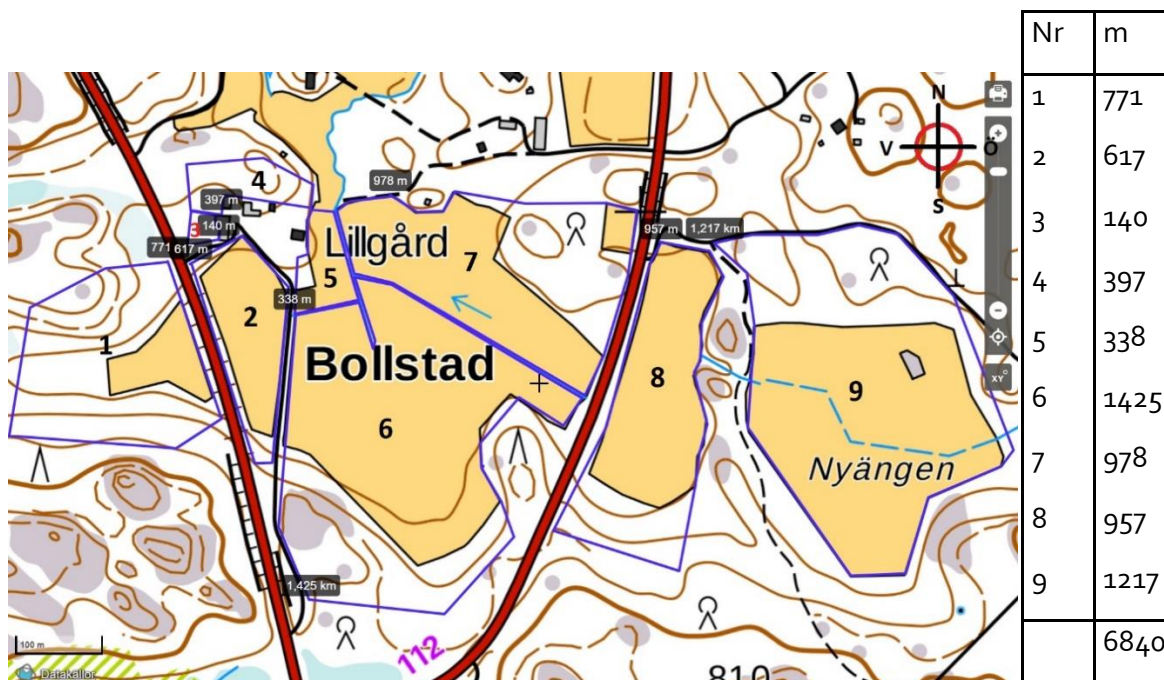 Nr m
1 771
2 617
3 140
4 397
5 338
6 1425
7 978
8 957
9 1217
6840
N
V Ö
S
978 m
4
397 m
3 140 m
771 617 m
957 m 1,217 km
Lillgård
7
5
338 m
2
1
Bollstad
8
9
6
Nyängen
XY
1,425 km
100 m
112
810
Datakällor